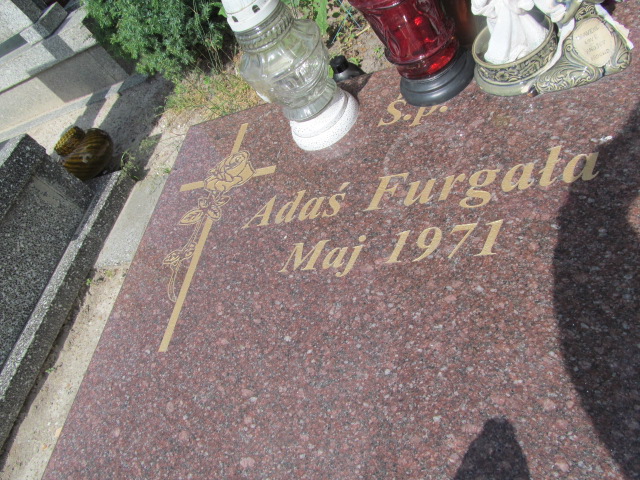 Ś.p.
Adaś Furgała
Maj 1971